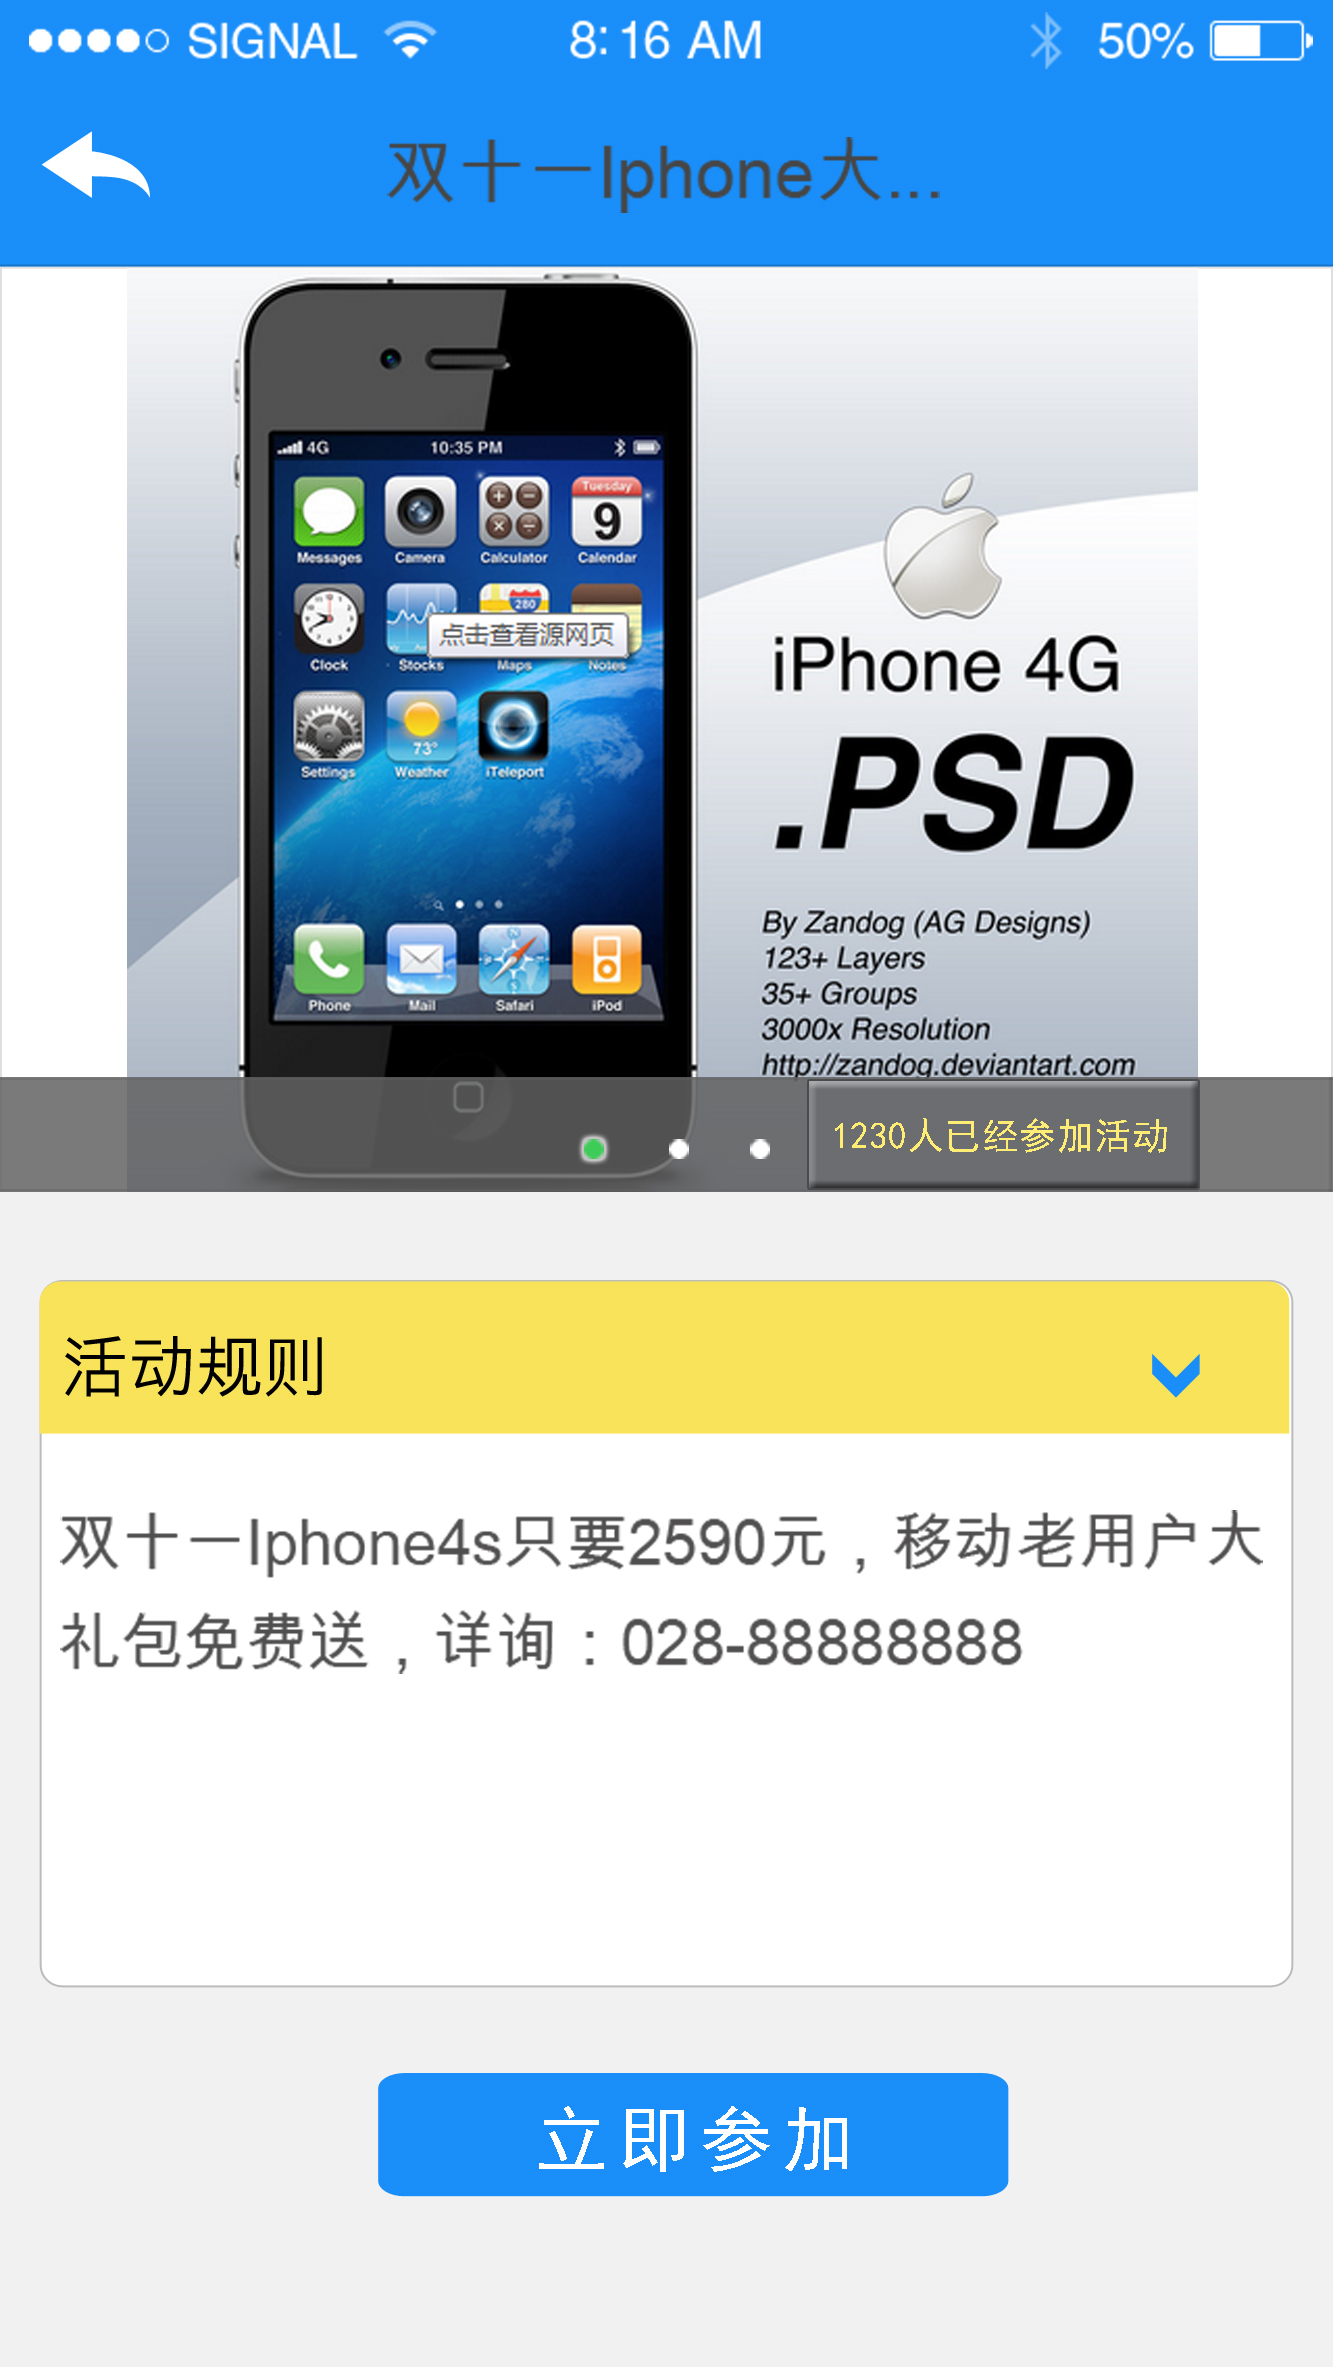 SIGNAL 8:16 AM 50%
双十一Iphone大...
4G 10:35 PM
Tuesday
9
Messages Camera Calculator Calendar
280
点击查看源网页
Clock Stocks Maps Notes
73°
Settings Weather iTeleport
Phone Mail Safari iPod
iPhone 4G
.PSD
By Zandog (AG Designs)
123+ Layers
35+ Groups
3000x Resolution
http://zandog.deviantart.com
1230人已经参加活动
活动规则
双十一Iphone4s只要2590元，移动老用户大
礼包免费送，详询：028-88888888
立即参加